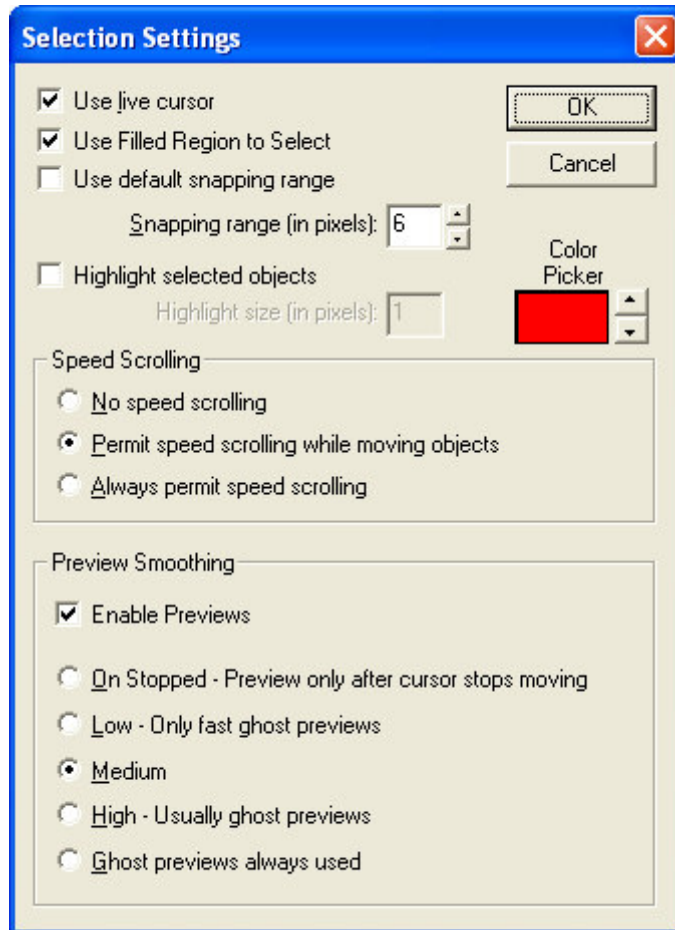 Selection Settings
Use live cursor
OK
Use Filled Region to Select
Cancel
Use default snapping range
Snapping range (in pixels): 6
Color
Picker
Highlight selected objects
Highlight size (in pixels): 1
Speed Scrolling
No speed scrolling
Permit speed scrolling while moving objects
Always permit speed scrolling
Preview Smoothing
Enable Previews
On Stopped - Preview only after cursor stops moving
Low - Only fast ghost previews
Medium
High - Usually ghost previews
Ghost previews always used